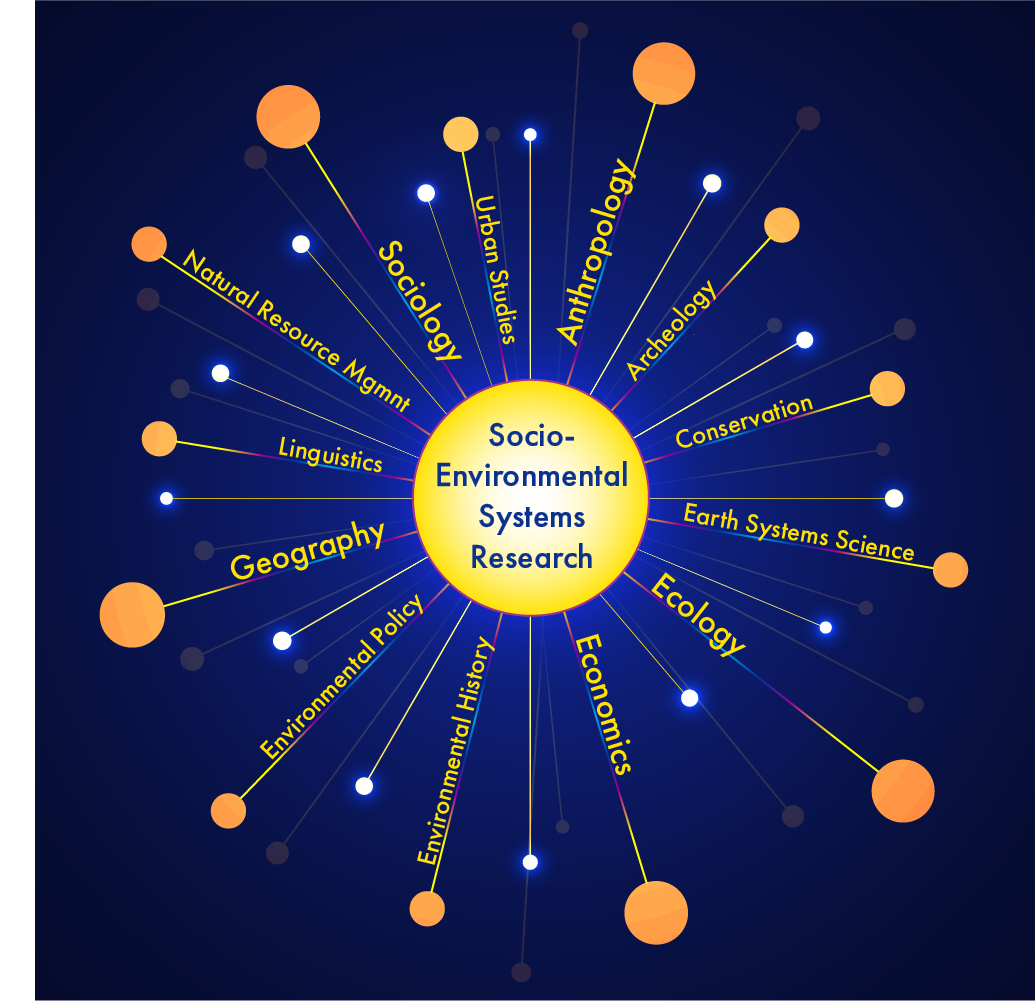 Socio-
Environmental
Systems
Research
Urban Studies
Anthropology
Archeology
Conservation
Earth Systems Science
Ecology
Economics
Environmental History
Environmental Policy
Geography
Linguistics
Natural Resource Mgmnt
Sociology